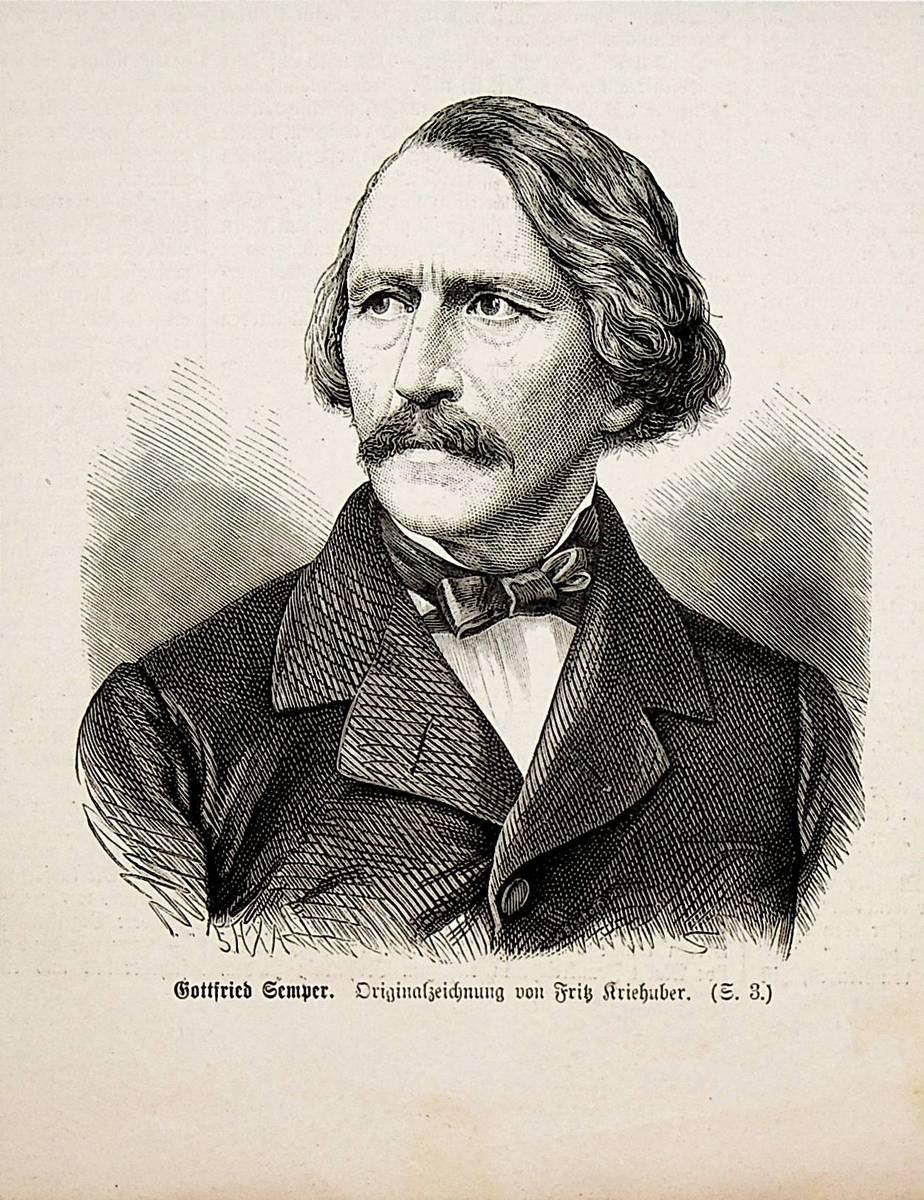 S.H.X.A.
Gottfried Semper. Originalzeichnung von Fritz Kriehuber. (S. 3.)